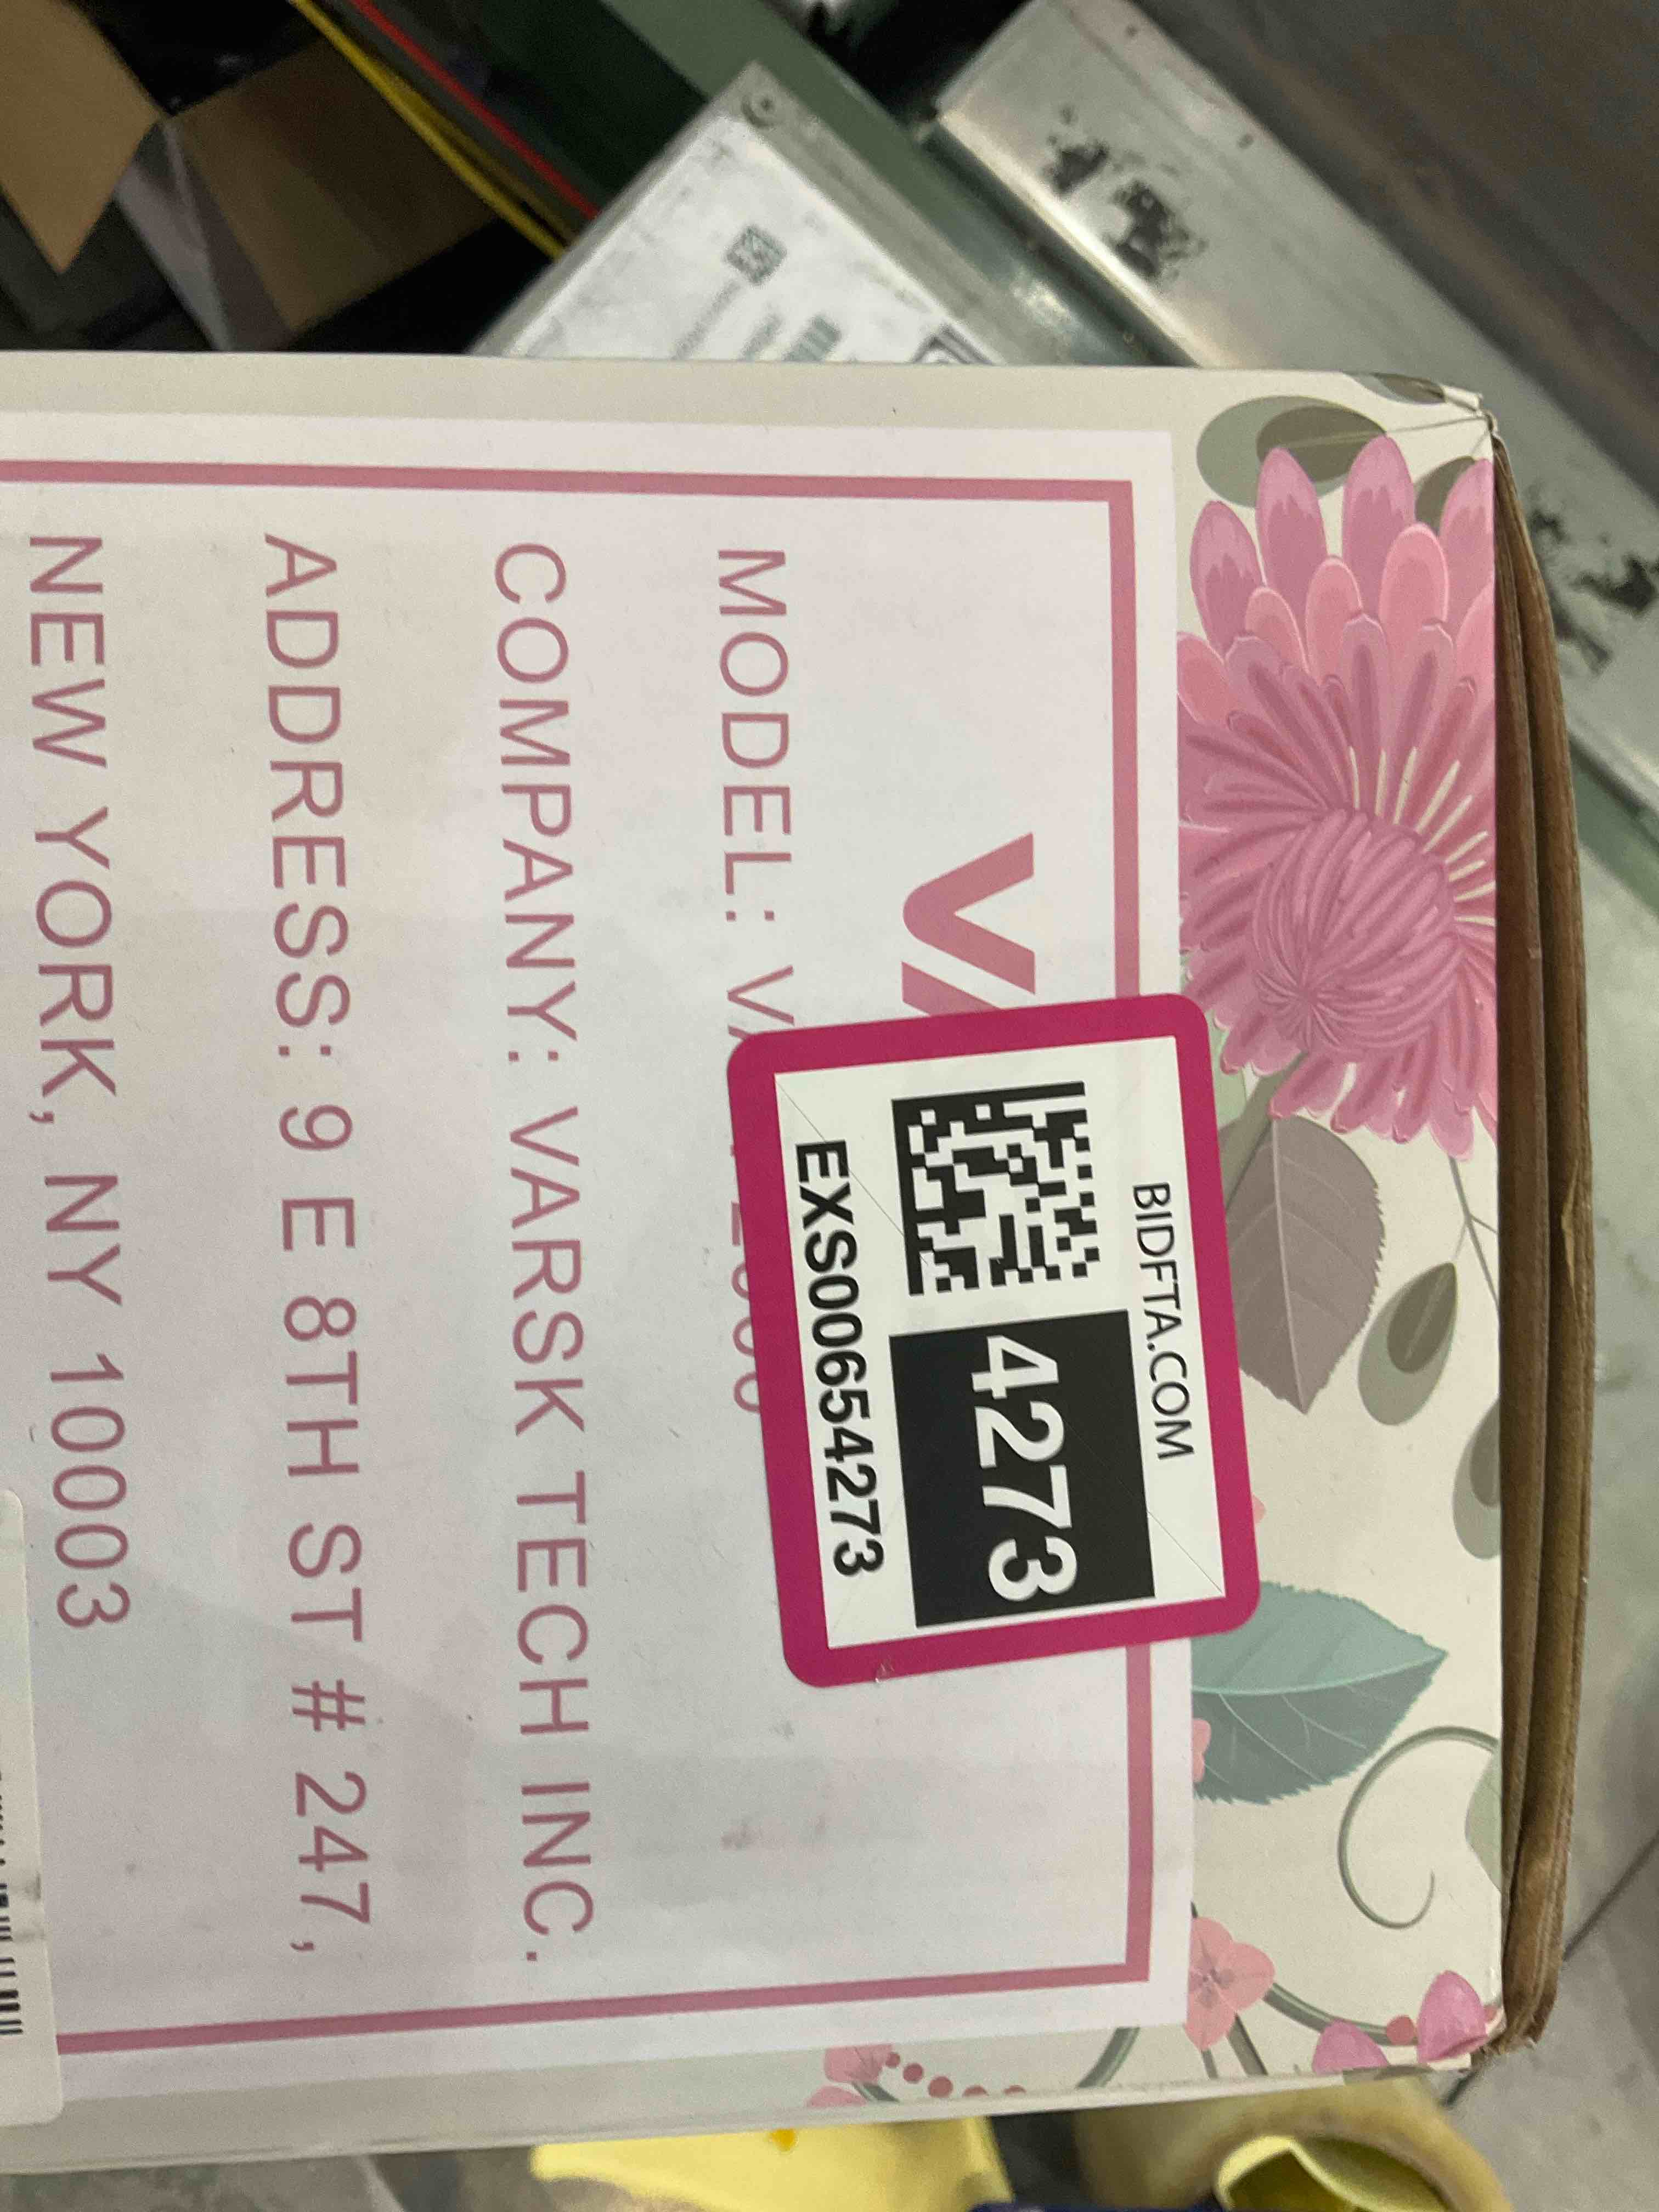 BIDFTA.COM
4273
EXS00654273
MODEL:
COMPANY: VARSK TECH INC.
ADDRESS: 9 E 8TH ST # 247,
NEW YORK, NY 10003